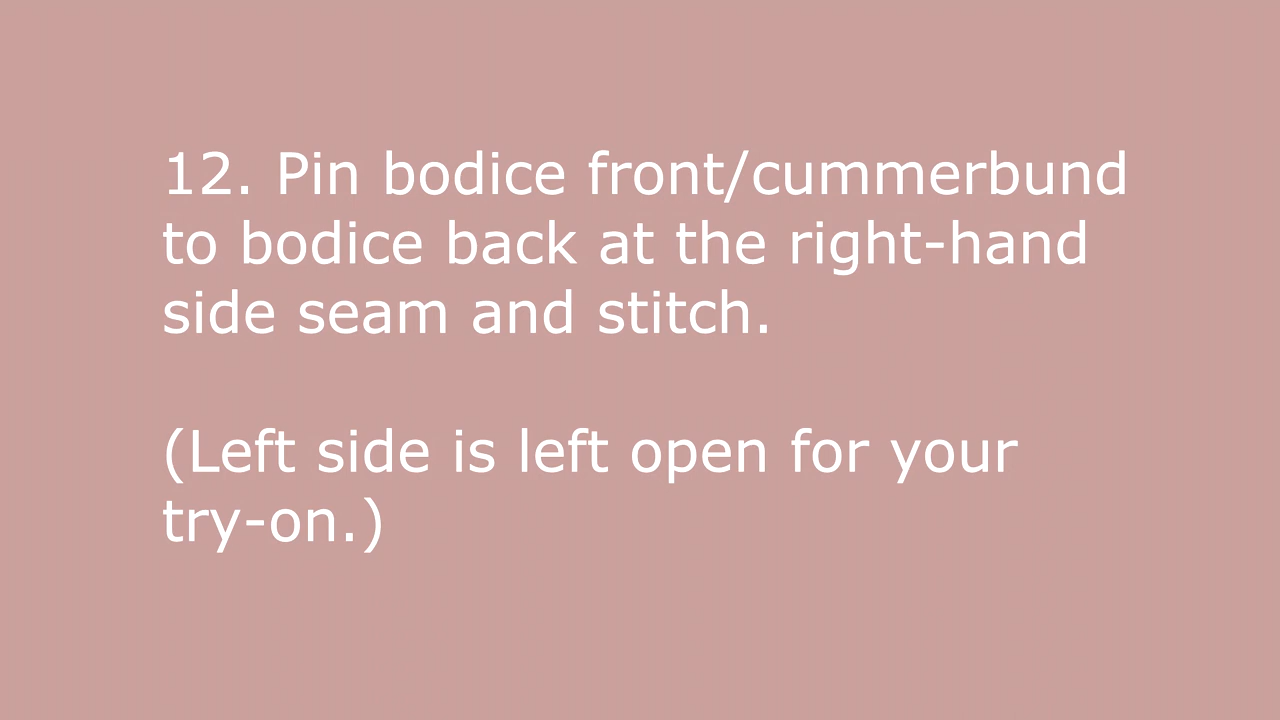 12. Pin bodice front/cummerbund
to bodice back at the right-hand
side seam and stitch.
(Left side is left open for your
try-on.)